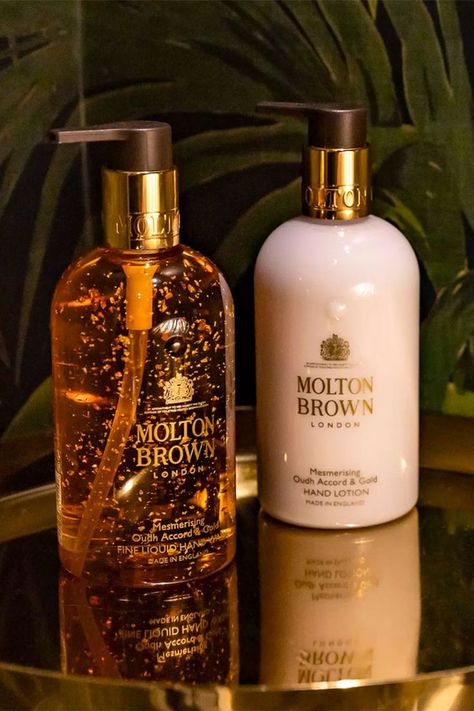 MOLTON
BROWN
LONDON
Mesmerising
Oudh Accord & Gold
FINE LIQUID HAND WASH
MADE IN ENGLAND
MOLTON
BROWN
LONDON
Mesmerising
Oudh Accord & Gold
HAND LOTION
MADE IN ENGLAND